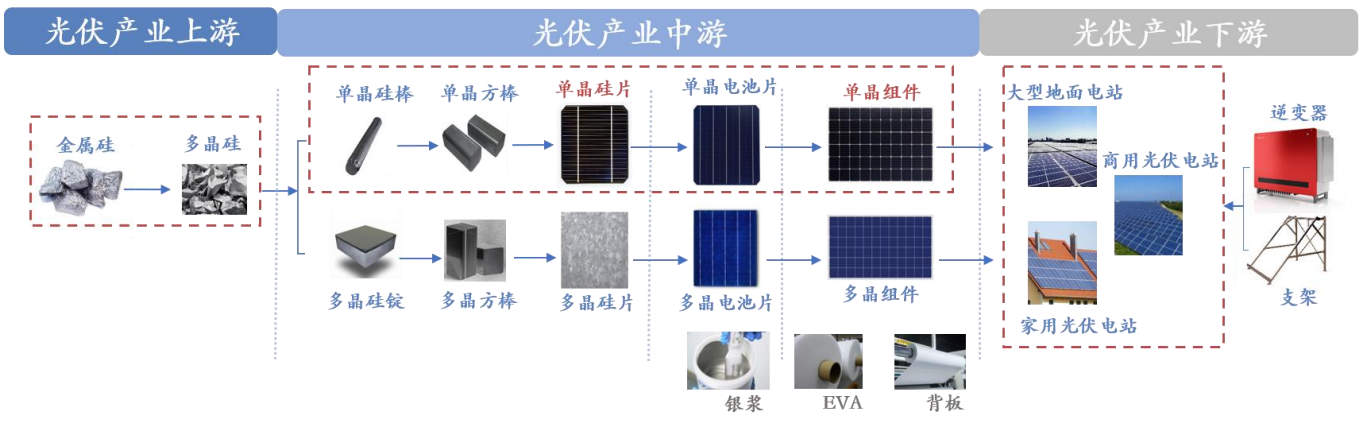 光伏产业上游
光伏产业中游
光伏产业下游
金属硅
多晶硅
单晶硅棒
单晶方棒
单晶硅片
单晶电池片
单晶组件
多晶硅锭
多晶方棒
多晶硅片
多晶电池片
多晶组件
银浆
EVA
背板
大型地面电站
商用光伏电站
家用光伏电站
逆变器
支架